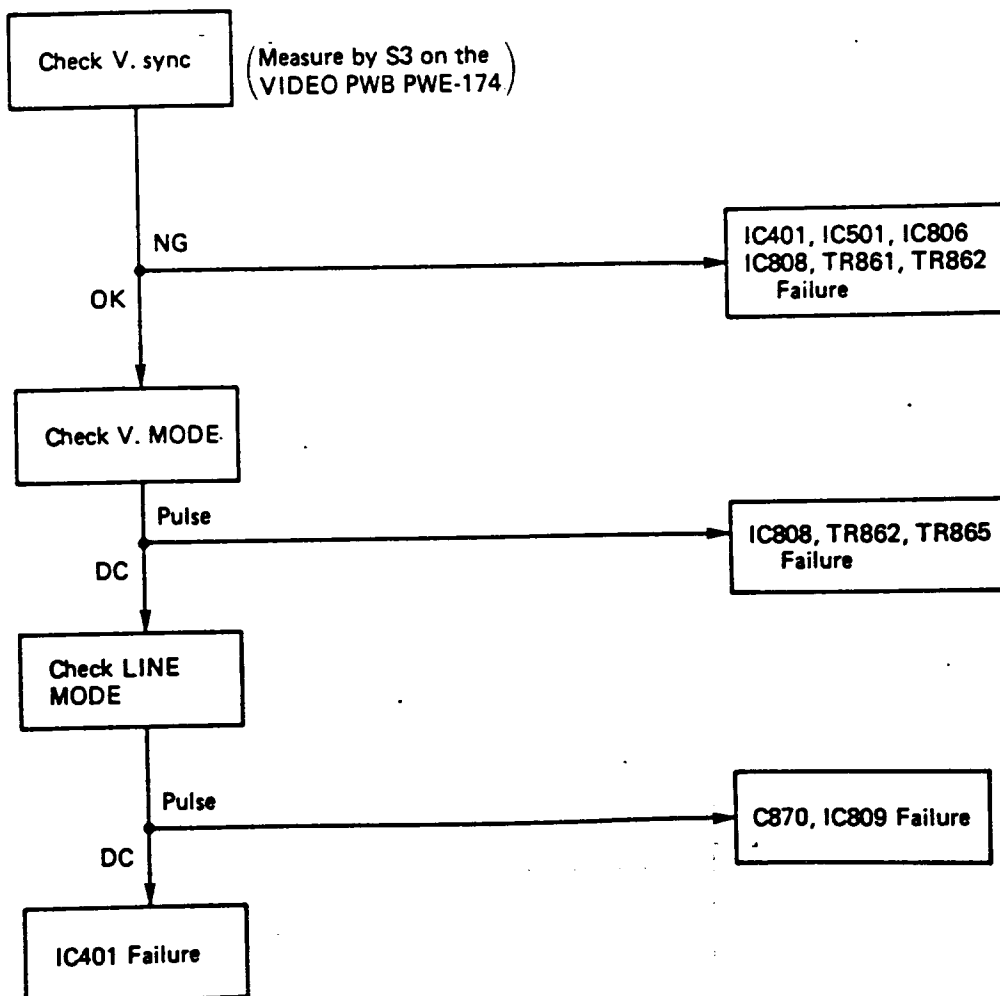 Check V. sync
(Measure by S3 on the
VIDEO PWB PWE-174)
NG
IC401, IC501, IC806
IC808, TR861, TR862
Failure
OK
Check V. MODE
Pulse
IC808, TR862, TR865
Failure
DC
Check LINE
MODE
Pulse
C870, IC809 Failure
DC
IC401 Failure